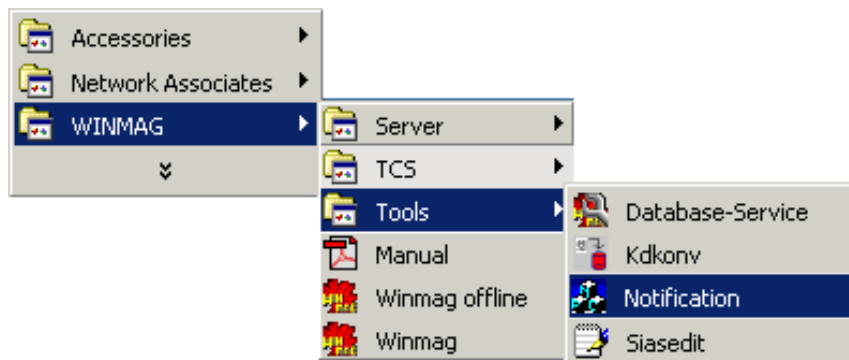 Accessories
Network Associates
WINMAG
Server
TCS
Tools
Manual
Winmag offline
Winmag
Database-Service
Kdkonv
Notification
Siasedit